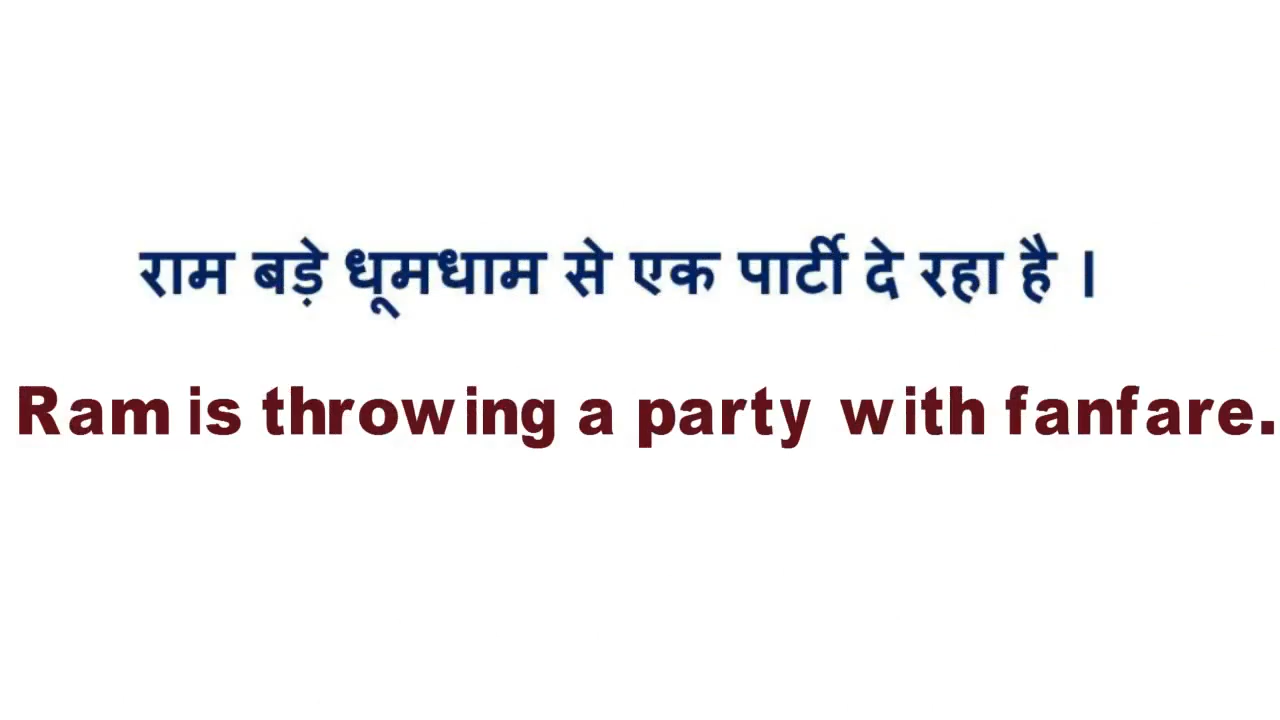 राम बड़े धूमधाम से एक पार्टी दे रहा है ।
Ram is throwing a party with fanfare.